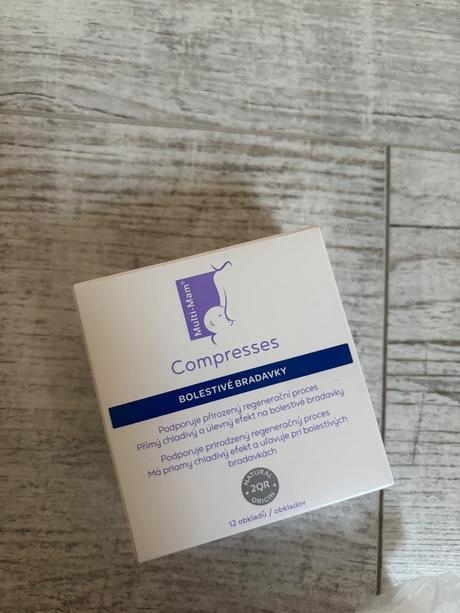 Multi-Mam®
Compresses
BOLESTIVÉ BRADAVKY
Podporuje přirozený regenerační proces
Přímý chladivý a úlevný efekt na bolestivé bradavky
Podporuje prirodzený regeneračný proces
Má priamy chladivý efekt a uľavuje pri bolestivých
bradavkách
NATURAL
2QR
ORIGIN
12 obkladů / obkladov